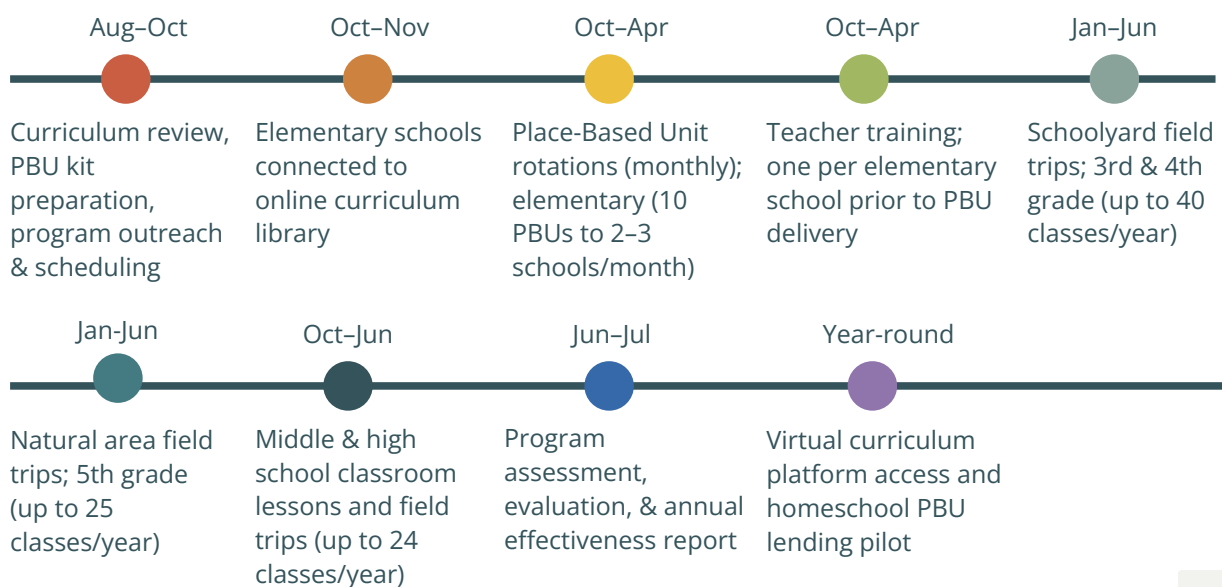 Aug–Oct
Curriculum review,
PBU kit
preparation,
program outreach
& scheduling
Oct–Nov
Elementary schools
connected to
online curriculum
library
Oct–Apr
Place-Based Unit
rotations (monthly);
elementary (10
PBUs to 2–3
schools/month)
Oct–Apr
Teacher training;
one per elementary
school prior to PBU
delivery
Jan–Jun
Schoolyard field
trips; 3rd & 4th
grade (up to 40
classes/year)
Jan-Jun
Natural area field
trips; 5th grade
(up to 25
classes/year)
Oct–Jun
Middle & high
school classroom
lessons and field
trips (up to 24
classes/year)
Jun–Jul
Program
assessment,
evaluation, & annual
effectiveness report
Year-round
Virtual curriculum
platform access and
homeschool PBU
lending pilot